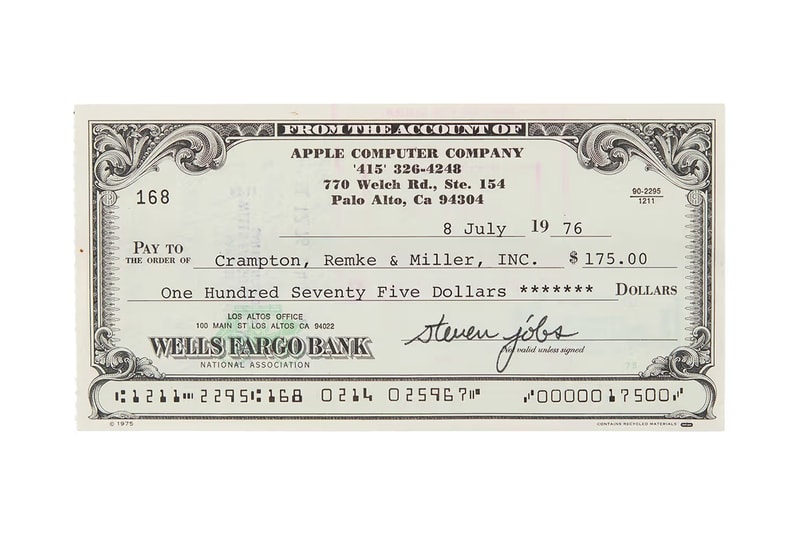 FROM THE ACCOUNT OF
APPLE COMPUTER COMPANY
'415' 326-4248
770 Welch Rd., Ste. 154
Palo Alto, Ca 94304
168
90-2295
1211
8 July 19 76
PAY TO THE ORDER OF Crampton, Remke & Miller, INC. $175.00
One Hundred Seventy Five Dollars ******* DOLLARS
LOS ALTOS OFFICE
100 MAIN ST LOS ALTOS CA 94022
WELLS FARGO BANK
NATIONAL ASSOCIATION
steven jobs
Not valid unless signed
⑆1211⑉2295⑆168 0214 025967⑈ ⑇0000017500⑇
© 1975
CONTAINS RECYCLED MATERIALS